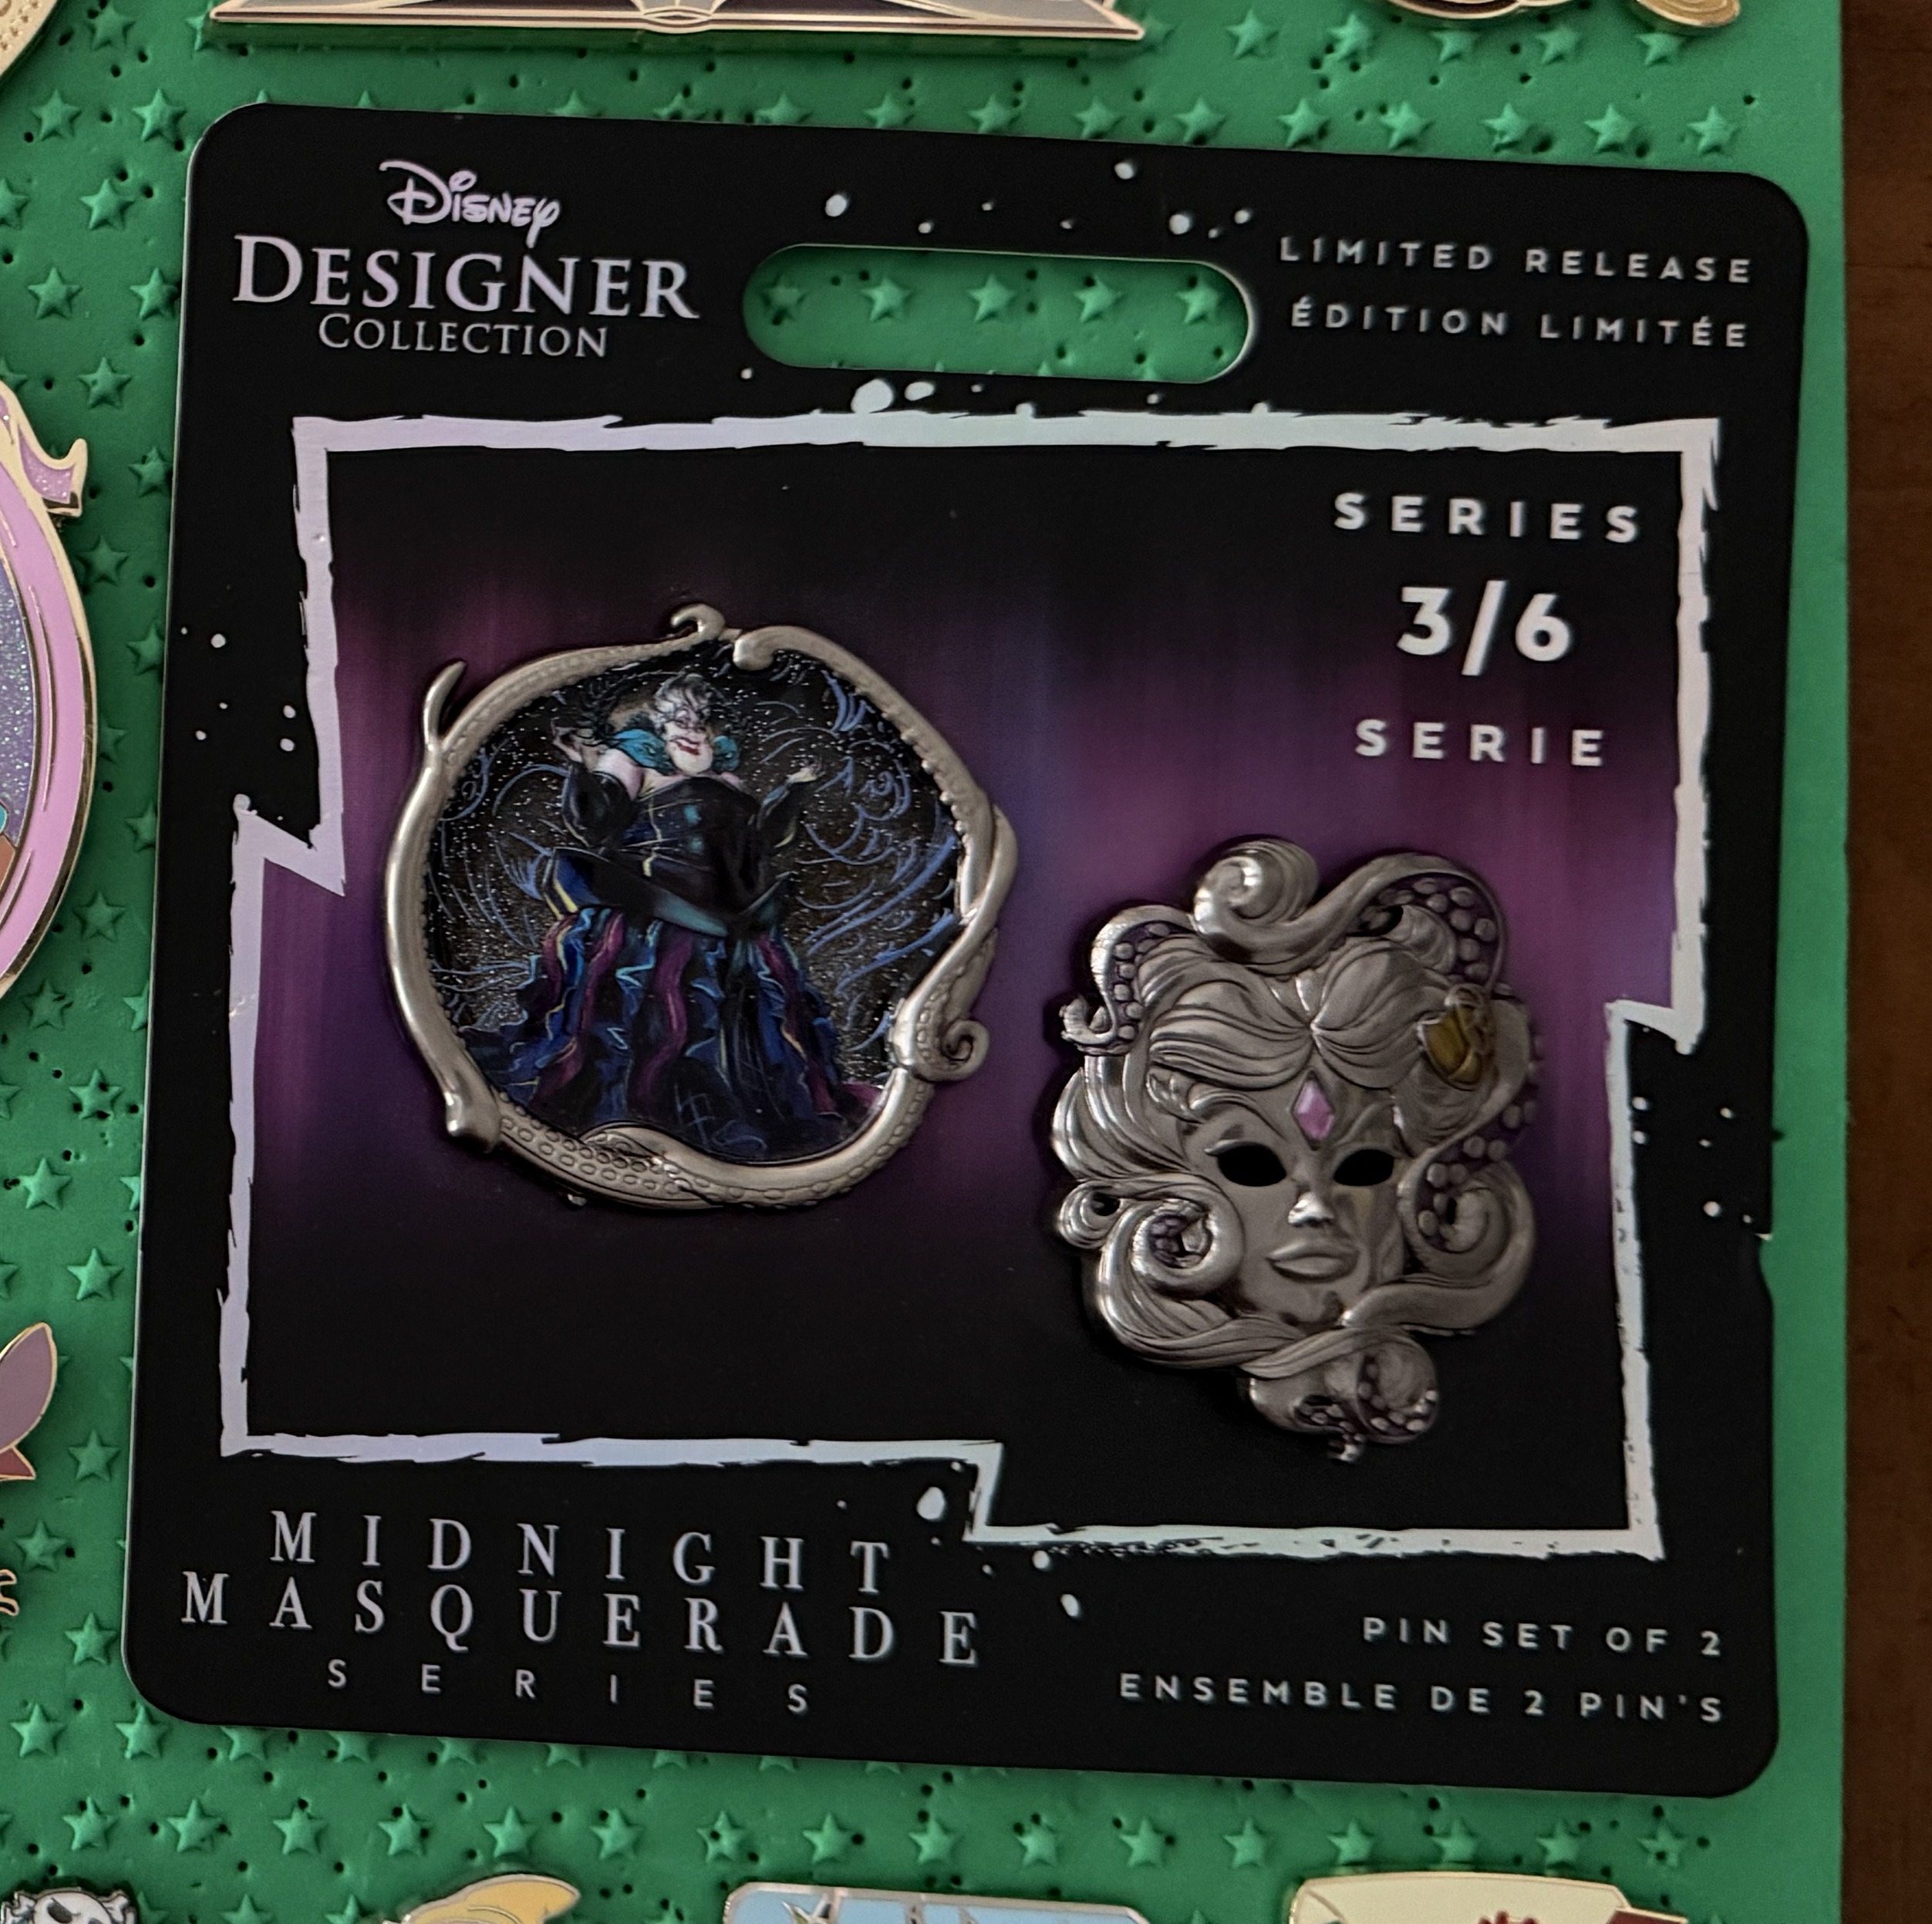 Disney
DESIGNER
COLLECTION
LIMITED RELEASE
ÉDITION LIMITÉE
SERIES
3/6
SERIE
MIDNIGHT
MASQUERADE
SERIES
PIN SET OF 2
ENSEMBLE DE 2 PIN'S